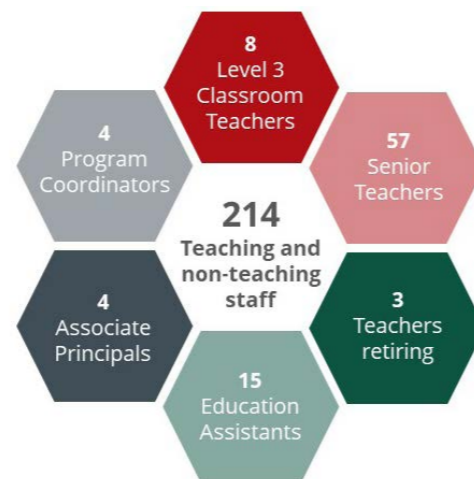 8
Level 3
Classroom
Teachers
57
Senior
Teachers
3
Teachers
retiring
15
Education
Assistants
4
Associate
Principals
4
Program
Coordinators
214
Teaching and
non-teaching
staff